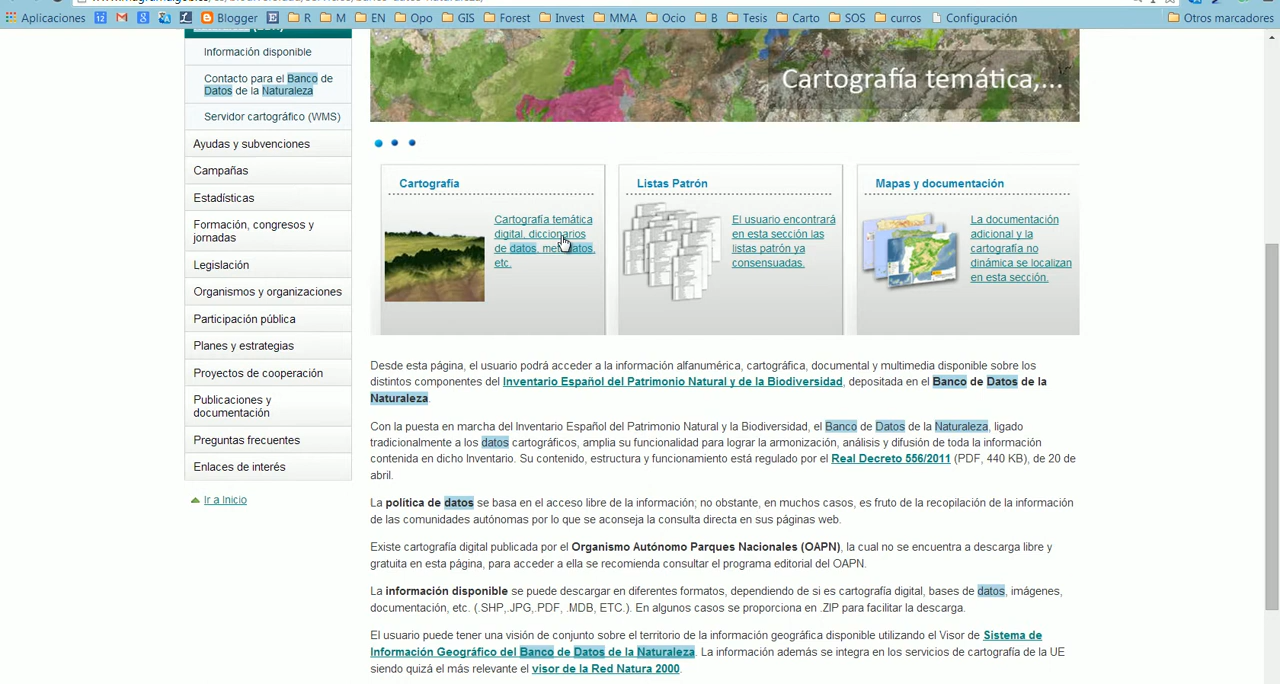 Aplicaciones 12 Blogger R M EN Opo GIS Forest Invest MMA Ocio B Tesis Carto SOS curros Configuración Otros marcadores
Información disponible
Contacto para el Banco de
Datos de la Naturaleza
Servidor cartográfico (WMS)
Ayudas y subvenciones
Campañas
Estadísticas
Formación, congresos y
jornadas
Legislación
Organismos y organizaciones
Participación pública
Planes y estrategias
Proyectos de cooperación
Publicaciones y
documentación
Preguntas frecuentes
Enlaces de interés
Ir a Inicio
Cartografía temática,...
Cartografía
Cartografía temática
digital, diccionarios
de datos, metadatos,
etc.
Listas Patrón
El usuario encontrará
en esta sección las
listas patrón ya
consensuadas.
Mapas y documentación
La documentación
adicional y la
cartografía no
dinámica se localizan
en esta sección.
Desde esta página, el usuario podrá acceder a la información alfanumérica, cartográfica, documental y multimedia disponible sobre los
distintos componentes del Inventario Español del Patrimonio Natural y de la Biodiversidad, depositada en el Banco de Datos de la
Naturaleza.
Con la puesta en marcha del Inventario Español del Patrimonio Natural y la Biodiversidad, el Banco de Datos de la Naturaleza, ligado
tradicionalmente a los datos cartográficos, amplia su funcionalidad para lograr la armonización, análisis y difusión de toda la información
contenida en dicho Inventario. Su contenido, estructura y funcionamiento está regulado por el Real Decreto 556/2011 (PDF, 440 KB), de 20 de
abril.
La política de datos se basa en el acceso libre de la información; no obstante, en muchos casos, es fruto de la recopilación de la información
de las comunidades autónomas por lo que se aconseja la consulta directa en sus páginas web.
Existe cartografía digital publicada por el Organismo Autónomo Parques Nacionales (OAPN), la cual no se encuentra a descarga libre y
gratuita en esta página, para acceder a ella se recomienda consultar el programa editorial del OAPN.
La información disponible se puede descargar en diferentes formatos, dependiendo de si es cartografía digital, bases de datos, imágenes,
documentación, etc. (.SHP,.JPG,.PDF, .MDB, ETC.). En algunos casos se proporciona en .ZIP para facilitar la descarga.
El usuario puede tener una visión de conjunto sobre el territorio de la información geográfica disponible utilizando el Visor de Sistema de
Información Geográfico del Banco de Datos de la Naturaleza. La información además se integra en los servicios de cartografía de la UE
siendo quizá el más relevante el visor de la Red Natura 2000.